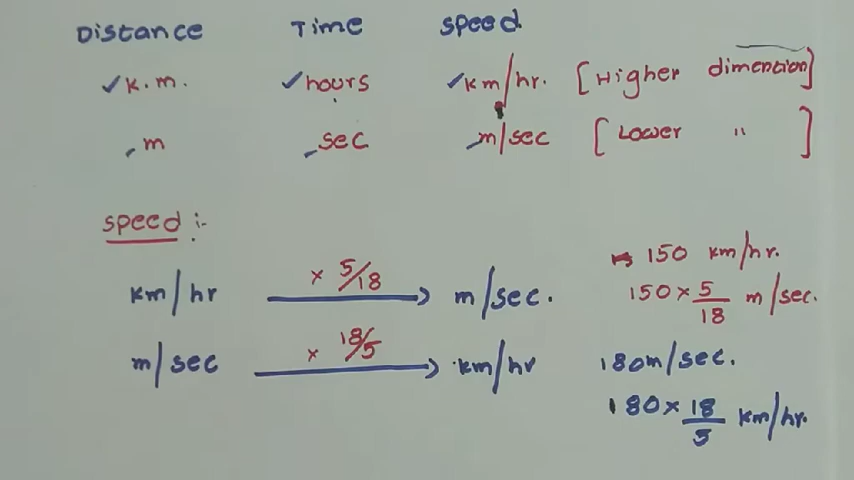 Distance Time Speed
✓ K.m. ✓ hours ✓ km/hr. [Higher dimention]
m sec m/sec [Lower "]
Speed :-
km/hr × 5/18 → m/sec.
m/sec × 18/5 → km/hr
150 km/hr.
150 × 5/18 m/sec.
180m/sec.
180 × 18/5 km/hr.